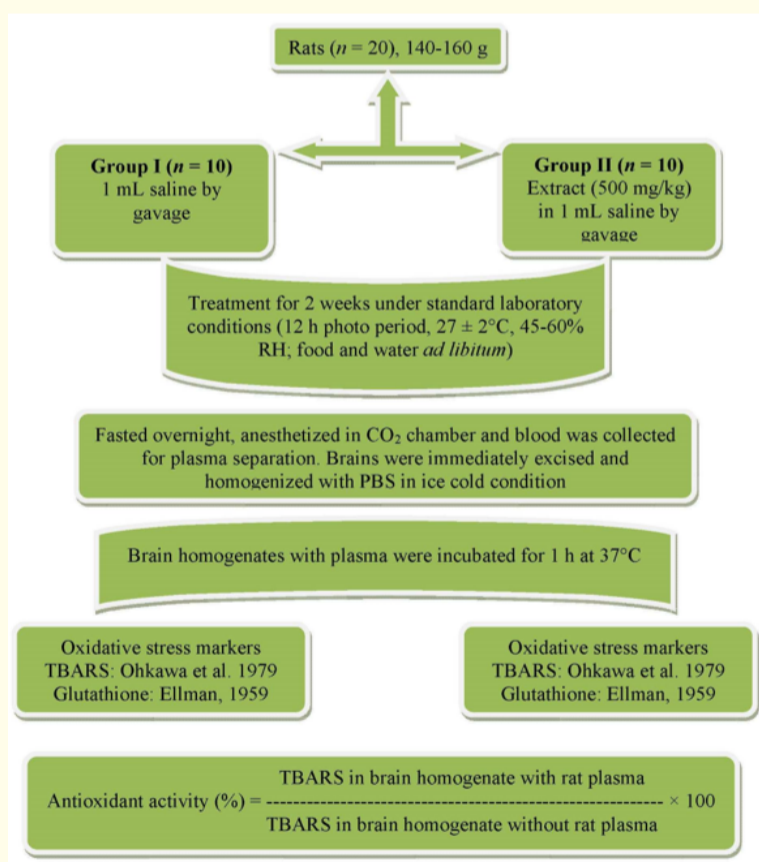 Rats (n = 20), 140-160 g
Group I (n = 10)
1 mL saline by
gavage
Group II (n = 10)
Extract (500 mg/kg)
in 1 mL saline by
gavage
Treatment for 2 weeks under standard laboratory
conditions (12 h photo period, 27 ± 2°C, 45-60%
RH; food and water ad libitum)
Fasted overnight, anesthetized in CO₂ chamber and blood was collected
for plasma separation. Brains were immediately excised and
homogenized with PBS in ice cold condition
Brain homogenates with plasma were incubated for 1 h at 37°C
Oxidative stress markers
TBARS: Ohkawa et al. 1979
Glutathione: Ellman, 1959
Oxidative stress markers
TBARS: Ohkawa et al. 1979
Glutathione: Ellman, 1959
TBARS in brain homogenate with rat plasma
Antioxidant activity (%) = ---------------------------------------------------------- × 100
TBARS in brain homogenate without rat plasma